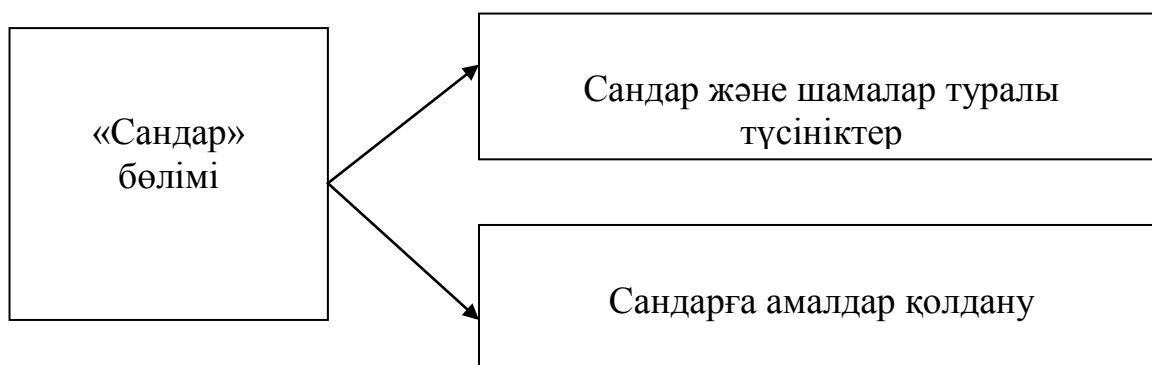 «Сандар»
бөлімі
Сандар және шамалар туралы
түсініктер
Сандарға амалдар қолдану